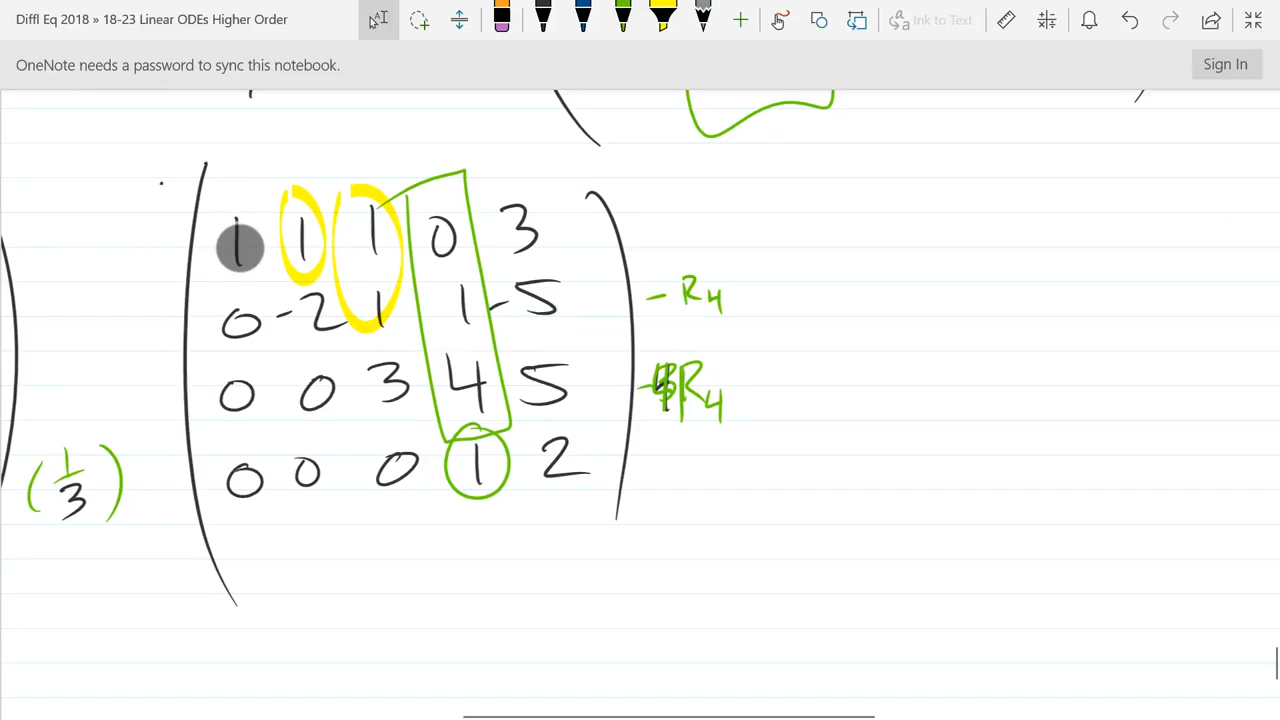 Diffl Eq 2018 » 18-23 Linear ODEs Higher Order
Link to Text
OneNote needs a password to sync this notebook.
Sign In
1 1 1 0 3
0 -2 1 1 -5 - R4
0 0 3 4 5 - R4
(1/3) 0 0 0 1 2